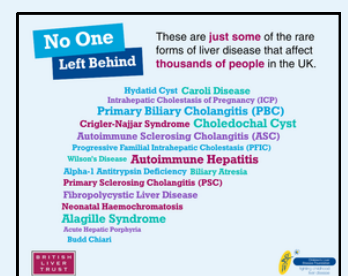 No One
Left Behind
These are just some of the rare
forms of liver disease that affect
thousands of people in the UK.
Hydatid Cyst Caroli Disease
Intrahepatic Cholestasis of Pregnancy (ICP)
Primary Biliary Cholangitis (PBC)
Crigler-Najjar Syndrome Choledochal Cyst
Autoimmune Sclerosing Cholangitis (ASC)
Progressive Familial Intrahepatic Cholestasis (PFIC)
Wilson's Disease Autoimmune Hepatitis
Alpha-1 Antitrypsin Deficiency Biliary Atresia
Primary Sclerosing Cholangitis (PSC)
Fibropolycystic Liver Disease
Neonatal Haemochromatosis
Alagille Syndrome
Acute Hepatic Porphyria
Budd Chiari
BRITISH
LIVER
TRUST